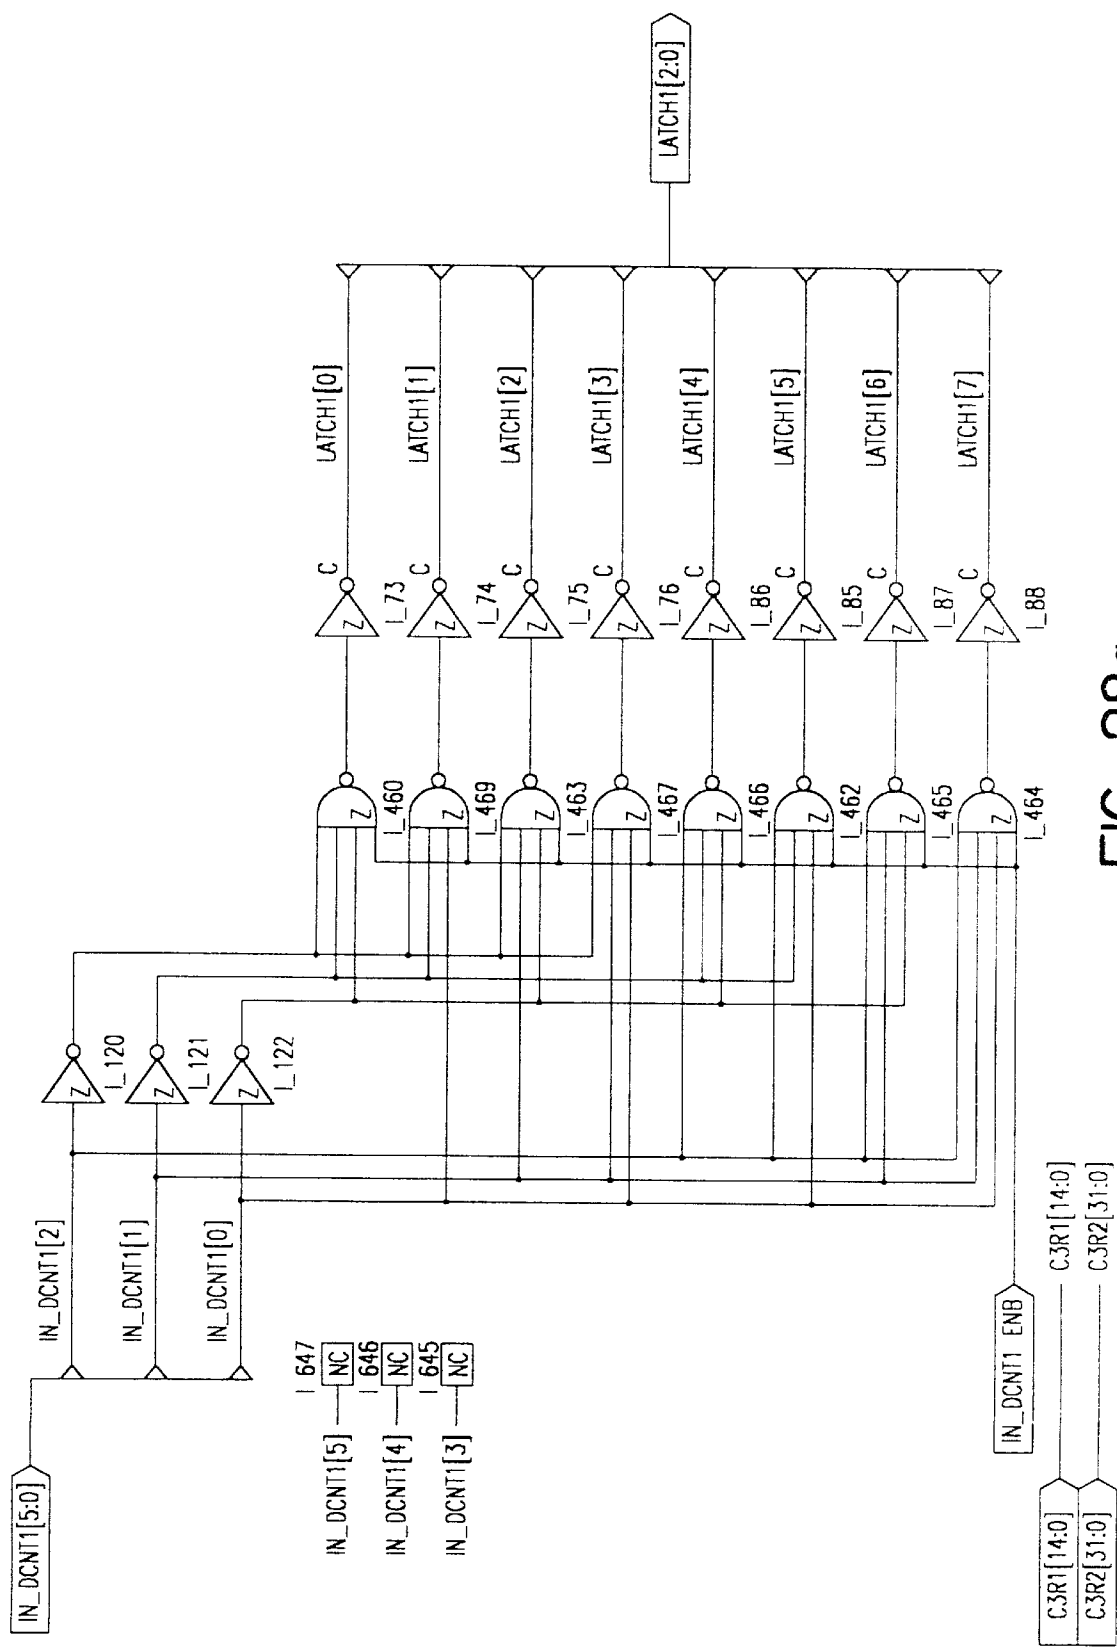 IN_DCNT1[5:0]
IN_DCNT1[2]
IN_DCNT1[1]
IN_DCNT1[0]
Z
I_120
Z
I_121
Z
I_122
IN_DCNT1[5]
NC
I_647
IN_DCNT1[4]
NC
I_646
IN_DCNT1[3]
NC
I_645
Z
I_460
Z
C
I_73
LATCH1[0]
Z
I_469
Z
C
I_74
LATCH1[1]
Z
I_463
Z
C
I_75
LATCH1[2]
Z
I_467
Z
C
I_76
LATCH1[3]
Z
I_466
Z
C
I_86
LATCH1[4]
Z
I_462
Z
C
I_85
LATCH1[5]
Z
I_465
Z
C
I_87
LATCH1[6]
Z
I_464
Z
C
I_88
LATCH1[7]
LATCH1[2:0]
IN_DCNT1 ENB
C3R1[14:0]
C3R1[14:0]
C3R2[31:0]
C3R2[31:0]